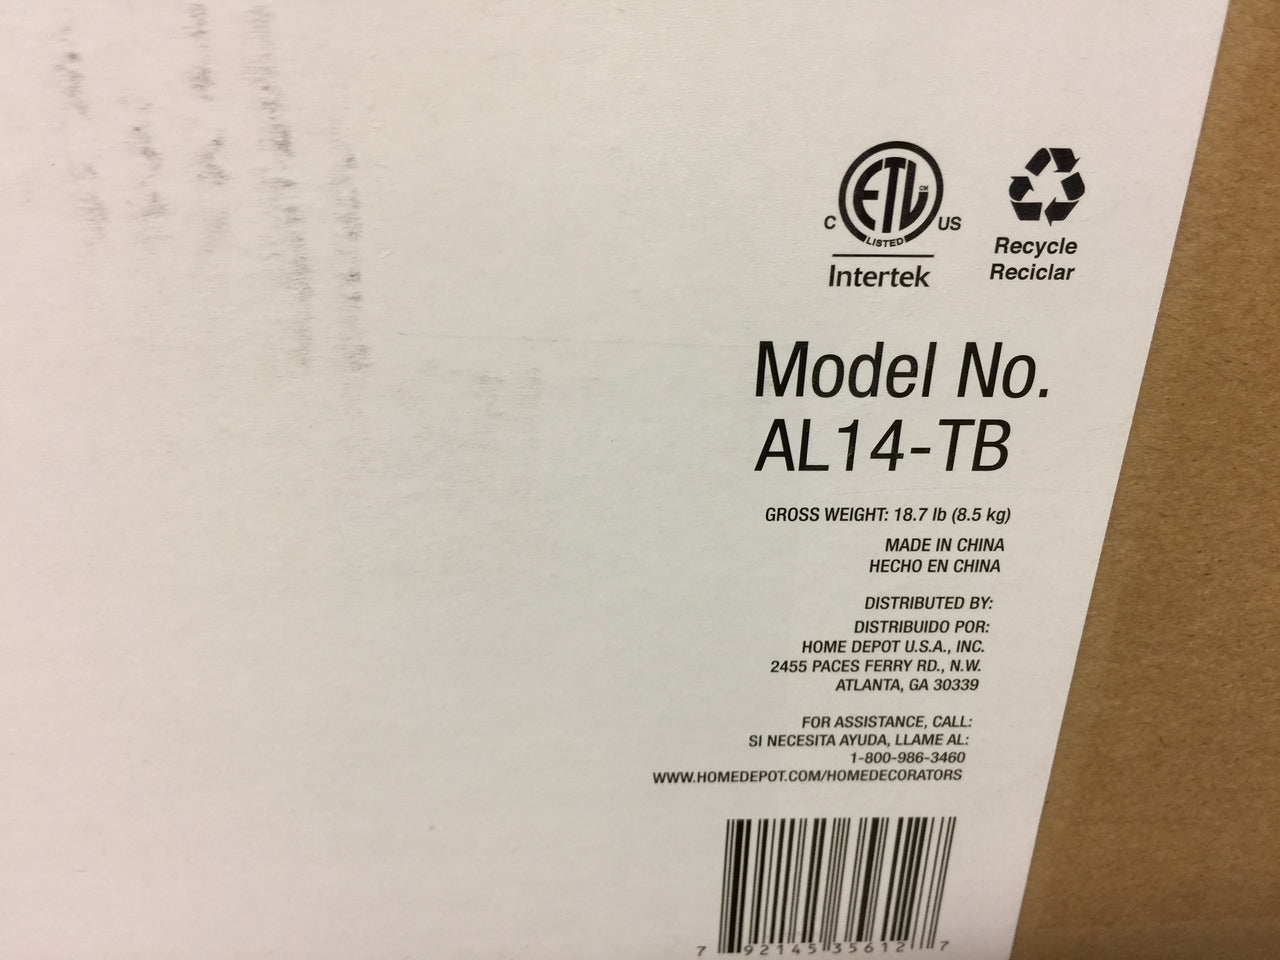 C ETL CM US
LISTED
Intertek
Recycle
Reciclar
Model No.
AL14-TB
GROSS WEIGHT: 18.7 lb (8.5 kg)
MADE IN CHINA
HECHO EN CHINA
DISTRIBUTED BY:
DISTRIBUIDO POR:
HOME DEPOT U.S.A., INC.
2455 PACES FERRY RD., N.W.
ATLANTA, GA 30339
FOR ASSISTANCE, CALL:
SI NECESITA AYUDA, LLAME AL:
1-800-986-3460
WWW.HOMEDEPOT.COM/HOMEDECORATORS
7 92145 35612 7